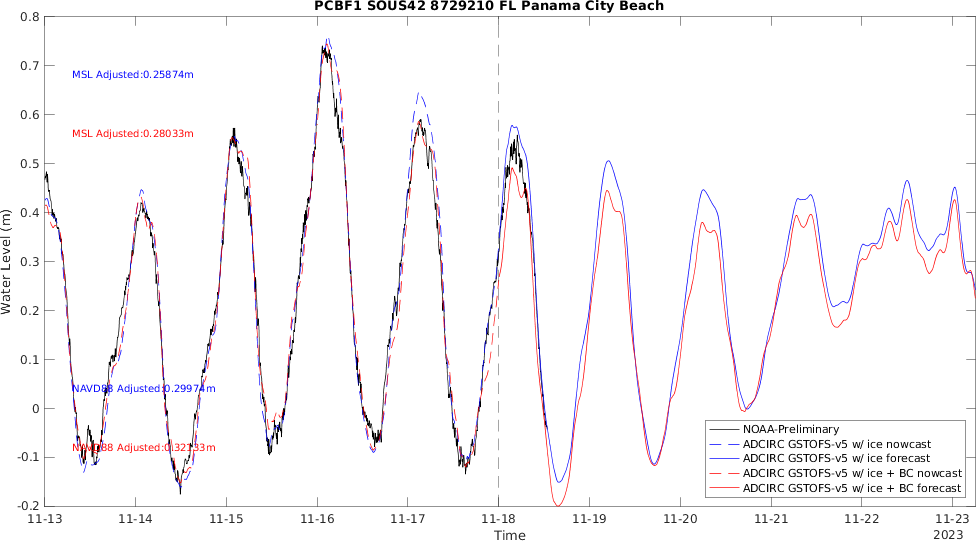 PCBF1 SOUS42 8729210 FL Panama City Beach
Water Level (m)
0.8
0.7
0.6
0.5
0.4
0.3
0.2
0.1
0
-0.1
-0.2
MSL Adjusted:0.25874m
MSL Adjusted:0.28033m
NAVD88 Adjusted:0.29974m
NAVD88 Adjusted:0.32133m
NOAA-Preliminary
ADCIRC GSTOFS-v5 w/ ice nowcast
ADCIRC GSTOFS-v5 w/ ice forecast
ADCIRC GSTOFS-v5 w/ ice + BC nowcast
ADCIRC GSTOFS-v5 w/ ice + BC forecast
11-13 11-14 11-15 11-16 11-17 11-18 11-19 11-20 11-21 11-22 11-23
Time
2023